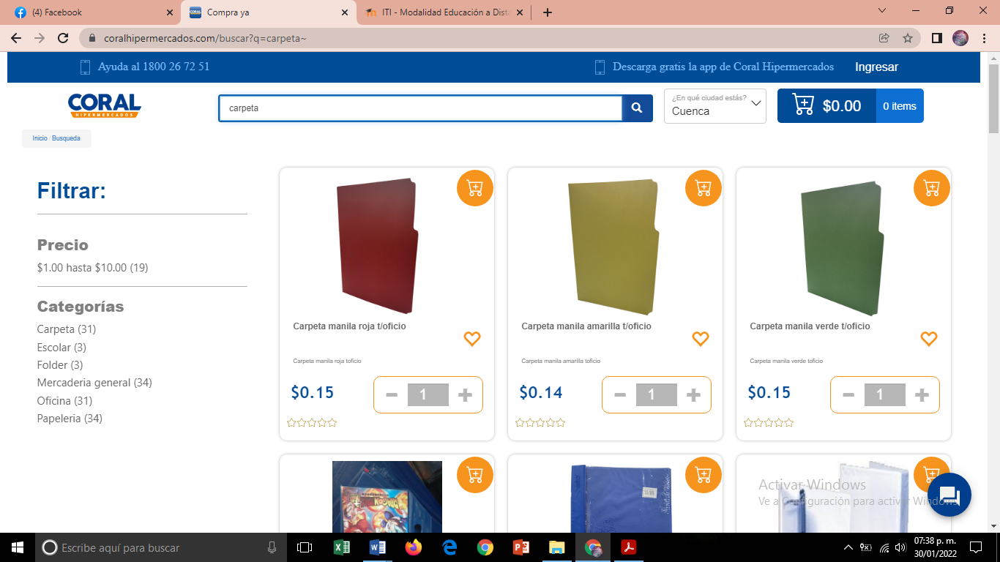 (4) Facebook
Compra ya
ITI - Modalidad Educación a Dista
coralhipermercados.com/buscar?q=carpeta~
Ayuda al 1800 26 72 51
Descarga gratis la app de Coral Hipermercados
Ingresar
CORAL
HIPERMERCADOS
carpeta
¿En qué ciudad estás?
Cuenca
$0.00
0 items
Inicio / Busqueda
Filtrar:
Precio
$1.00 hasta $10.00 (19)
Categorías
Carpeta (31)
Escolar (3)
Folder (3)
Mercaderia general (34)
Oficina (31)
Papeleria (34)
Carpeta manila roja t/oficio
Carpeta manila roja toficio
$0.15
1
Carpeta manila amarilla t/oficio
Carpeta manila amarilla toficio
$0.14
1
Carpeta manila verde t/oficio
Carpeta manila verde toficio
$0.15
1
Activar Windows
Ve a Configuración para activar Windows.
Escribe aquí para buscar
07:38 p. m.
30/01/2022